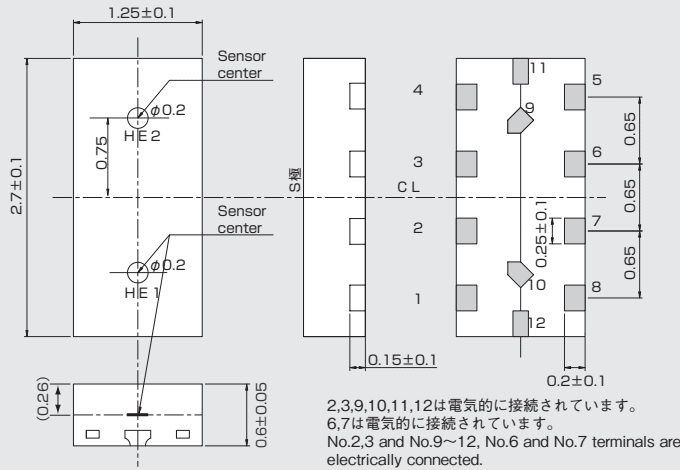 1.25±0.1
Sensor
center
φ0.2
HE2
0.75
2.7±0.1
Sensor
center
φ0.2
HE1
(0.26)
0.6±0.05
S極
4
3
2
1
CL
0.15±0.1
11
9
10
12
5
6
7
8
0.65
0.65
0.65
0.25±0.1
0.2±0.1
2,3,9,10,11,12は電気的に接続されています。
6,7は電気的に接続されています。
No.2,3 and No.9〜12, No.6 and No.7 terminals are
electrically connected.